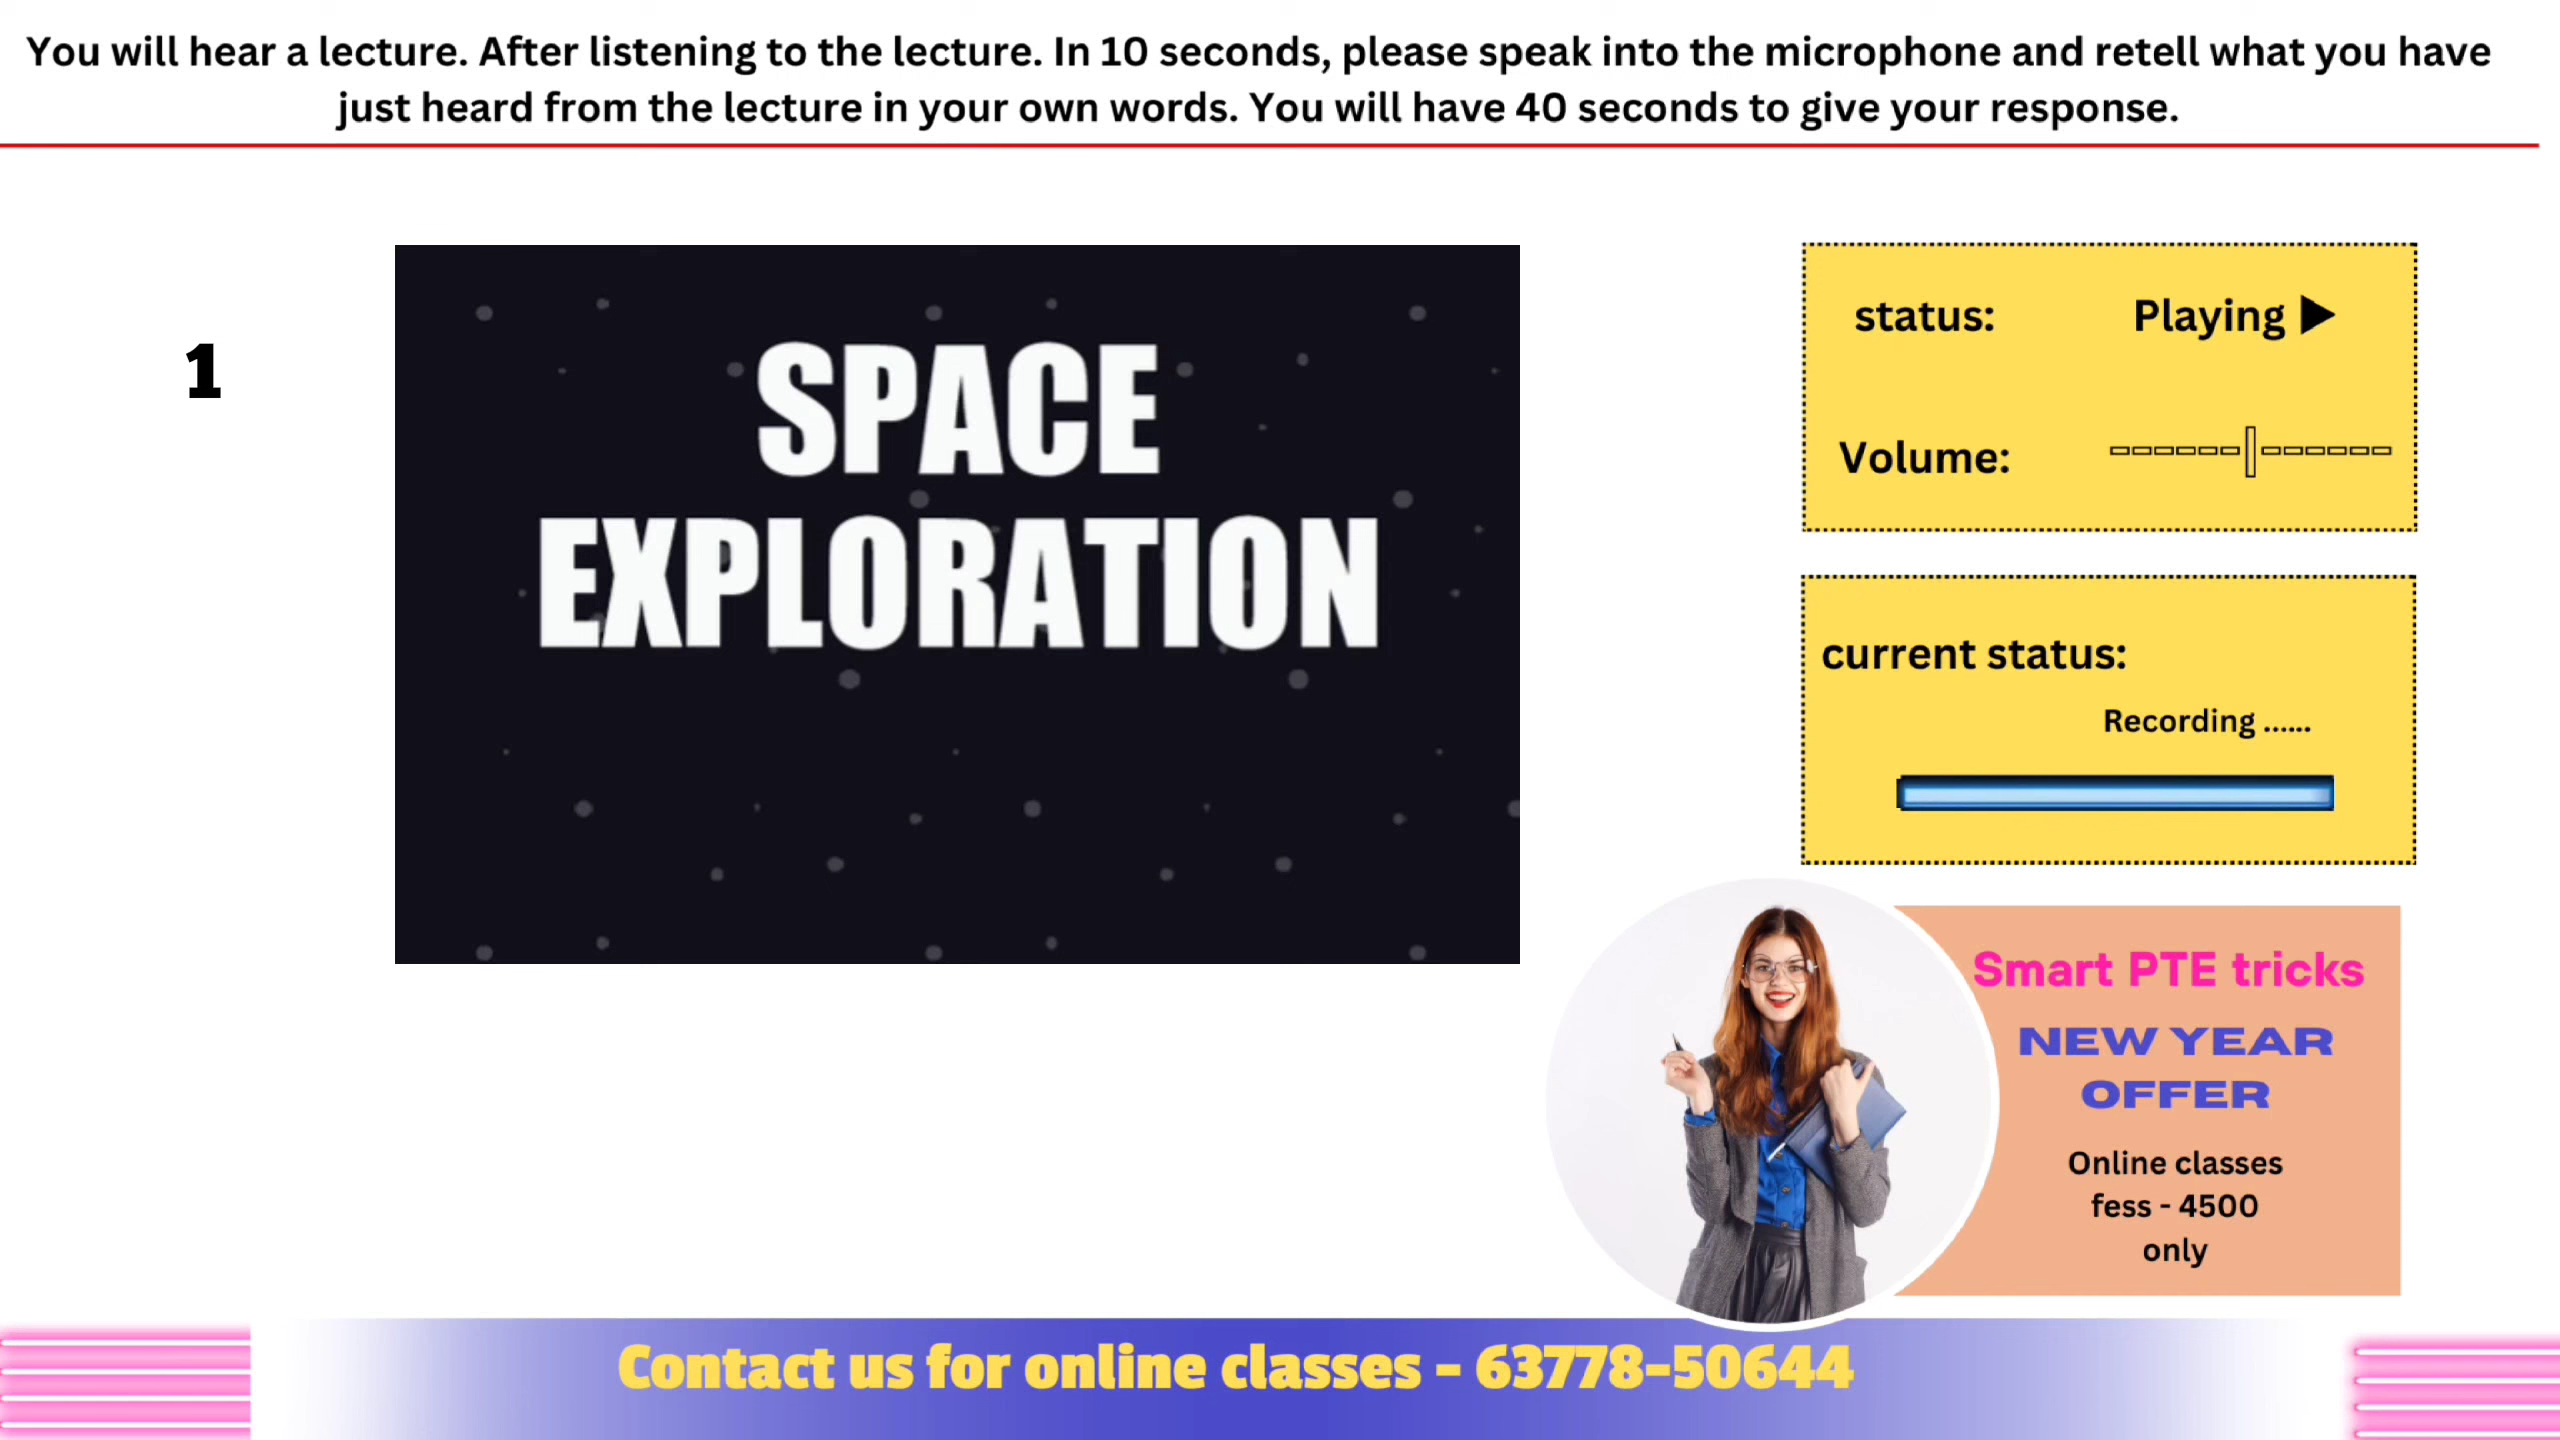 You will hear a lecture. After listening to the lecture. In 10 seconds, please speak into the microphone and retell what you have
just heard from the lecture in your own words. You will have 40 seconds to give your response.
1
SPACE
EXPLORATION
status: Playing
Volume:
current status:
Recording ......
Smart PTE tricks
NEW YEAR
OFFER
Online classes
fess - 4500
only
Contact us for online classes - 63778-50644